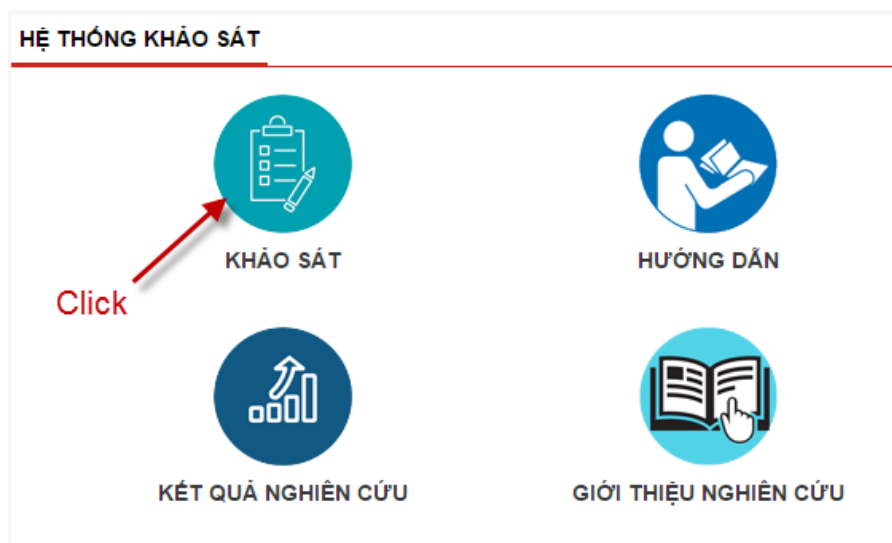 HỆ THỐNG KHẢO SÁT
KHẢO SÁT
HƯỚNG DẪN
Click
KẾT QUẢ NGHIÊN CỨU
GIỚI THIỆU NGHIÊN CỨU